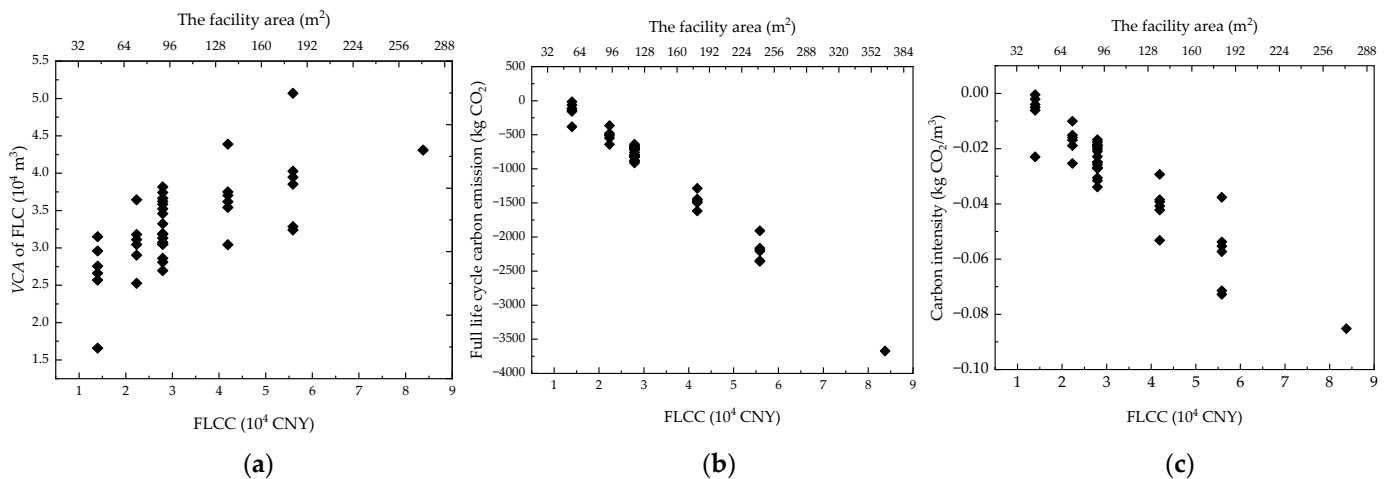 The facility area (m²)
32 64 96 128 160 192 224 256 288
5.5
5.0
4.5
4.0
3.5
3.0
2.5
2.0
1.5
VCA of FLC (10⁴ m³)
1 2 3 4 5 6 7 8 9
FLCC (10⁴ CNY)
(a)
The facility area (m²)
32 64 96 128 160 192 224 256 288 320 352 384
500
0
−500
−1000
−1500
−2000
−2500
−3000
−3500
−4000
Full life cycle carbon emission (kg CO₂)
1 2 3 4 5 6 7 8 9
FLCC (10⁴ CNY)
(b)
The facility area (m²)
32 64 96 128 160 192 224 256 288
0.00
−0.02
−0.04
−0.06
−0.08
−0.10
Carbon intensity (kg CO₂/m³)
1 2 3 4 5 6 7 8 9
FLCC (10⁴ CNY)
(c)